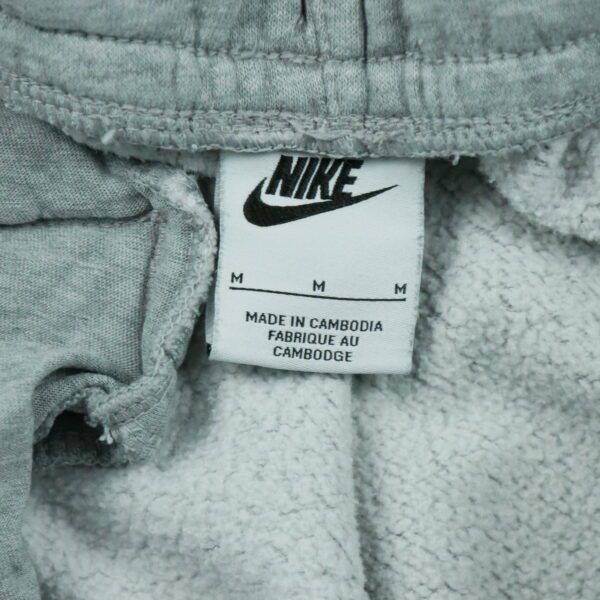 NIKE
M M M
MADE IN CAMBODIA
FABRIQUE AU
CAMBODGE